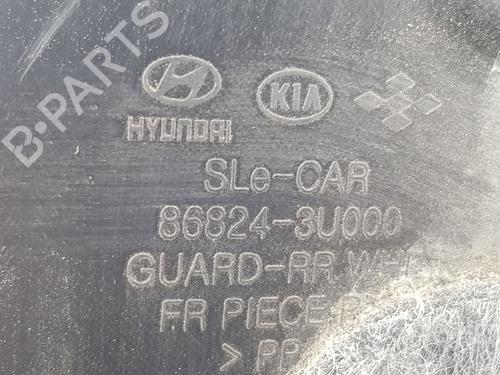 B-PARTS
HYUNDAI
KIA
SLe-CAR
86824-3U000
GUARD-RR
FR PIECE
>PP